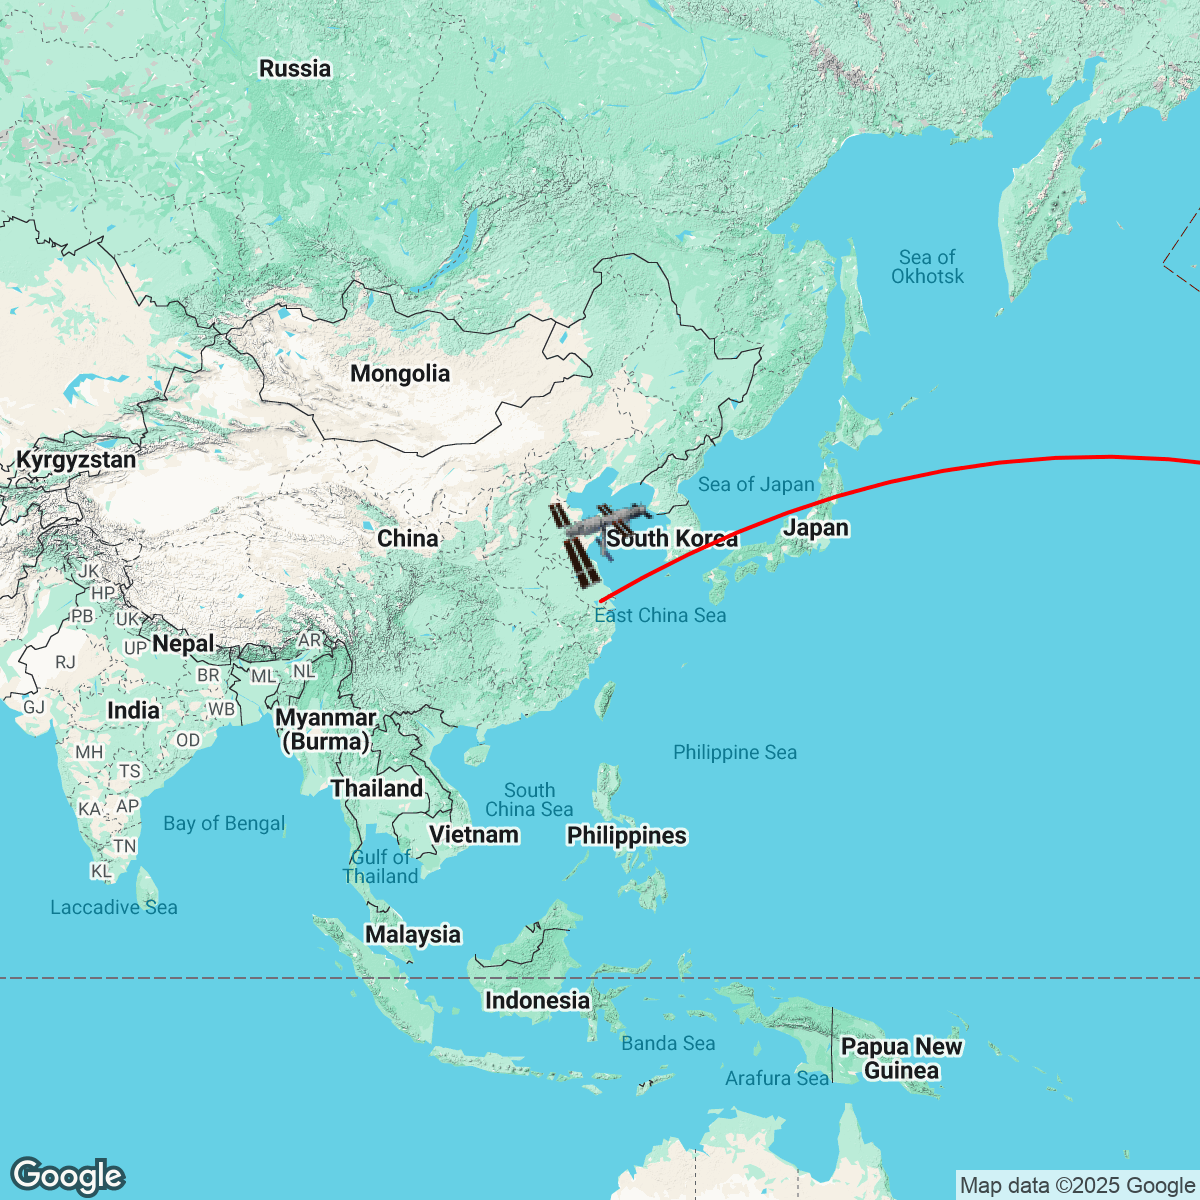 Russia
Sea of
Okhotsk
Mongolia
Kyrgyzstan
Sea of Japan
Japan
China
South Korea
JK
HP
PB
UK
East China Sea
Nepal
AR
UP
RJ
BR
ML
NL
GJ
WB
India
Myanmar
(Burma)
OD
MH
Philippine Sea
TS
Thailand
South
China Sea
KA
AP
Bay of Bengal
Vietnam
Philippines
TN
Gulf of
Thailand
KL
Laccadive Sea
Malaysia
Indonesia
Banda Sea
Papua New
Guinea
Arafura Sea
Google
Map data ©2025 Google